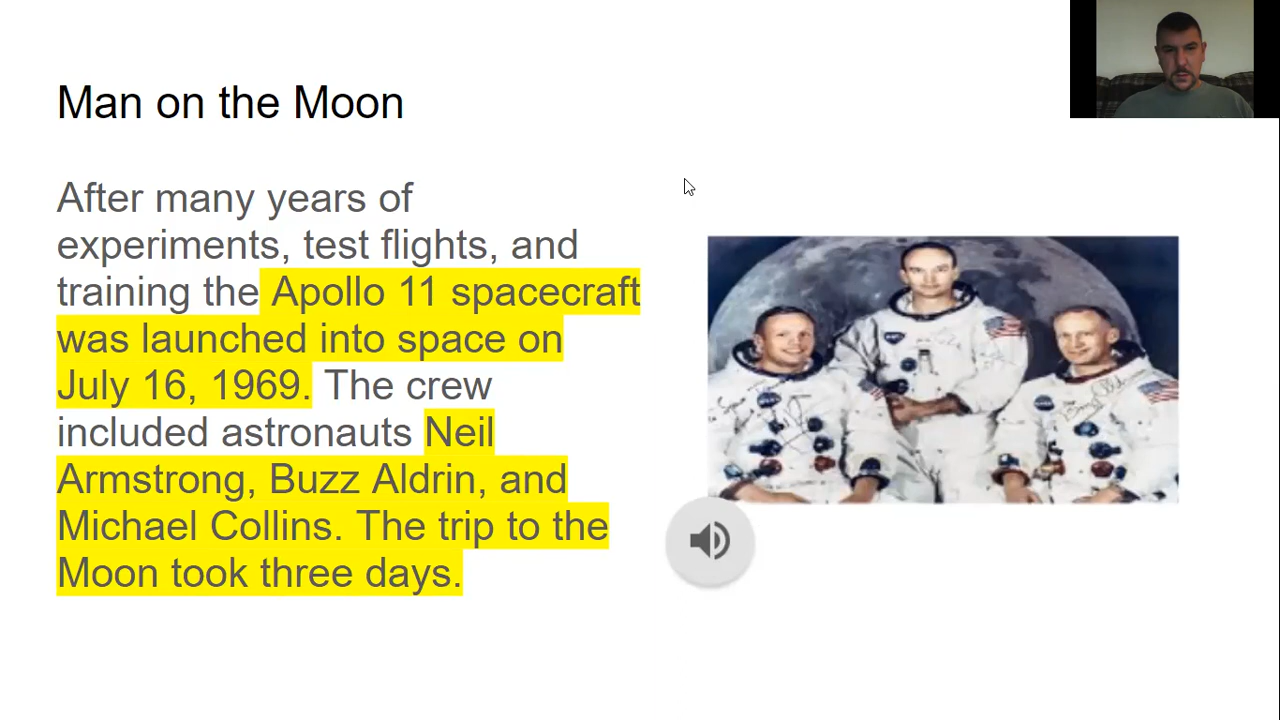 Man on the Moon
After many years of
experiments, test flights, and
training the Apollo 11 spacecraft
was launched into space on
July 16, 1969. The crew
included astronauts Neil
Armstrong, Buzz Aldrin, and
Michael Collins. The trip to the
Moon took three days.